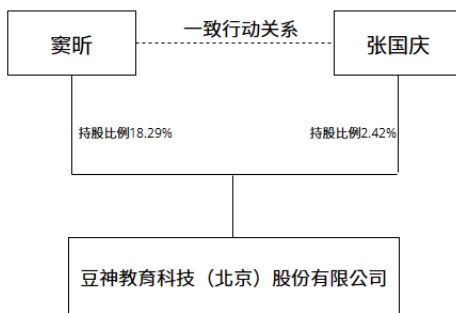 一致行动关系
窦昕
张国庆
持股比例18.29%
持股比例2.42%
豆神教育科技（北京）股份有限公司